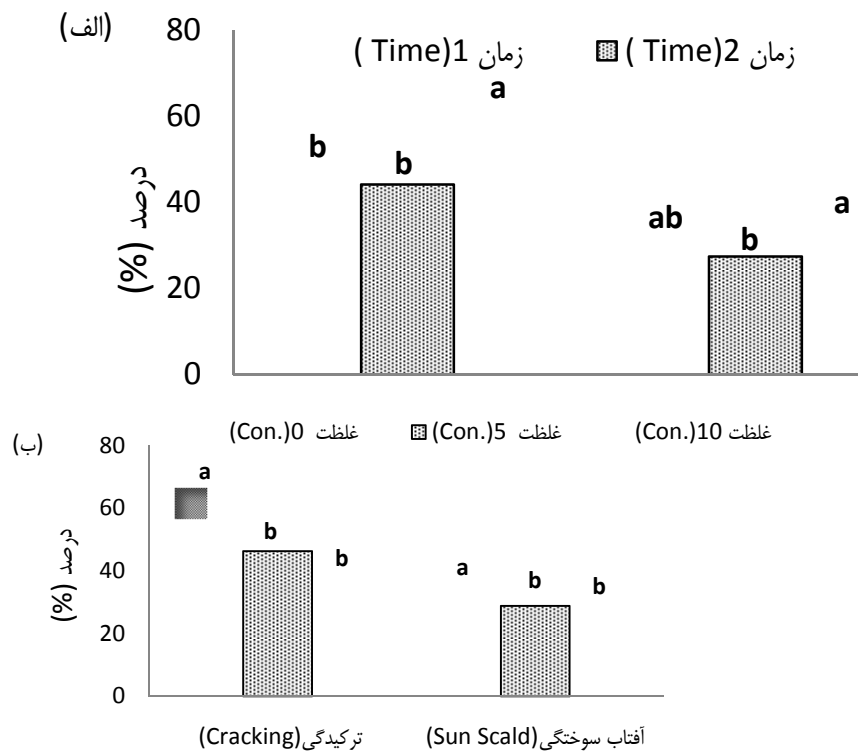 (الف)
زمان 1(Time )
زمان 2(Time )
درصد (%)
80
60
40
20
0
b
b
a
ab
b
a
(ب)
غلظت 0(Con.)
غلظت 5(Con.)
غلظت 10(Con.)
درصد (%)
80
60
40
20
0
a
b
b
a
b
b
ترکیدگی(Cracking)
آفتاب سوختگی(Sun Scald)